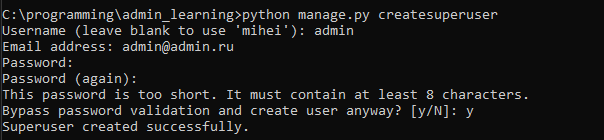 C:\programming\admin_learning>python manage.py createsuperuser
Username (leave blank to use 'mihei'): admin
Email address: admin@admin.ru
Password:
Password (again):
This password is too short. It must contain at least 8 characters.
Bypass password validation and create user anyway? [y/N]: y
Superuser created successfully.